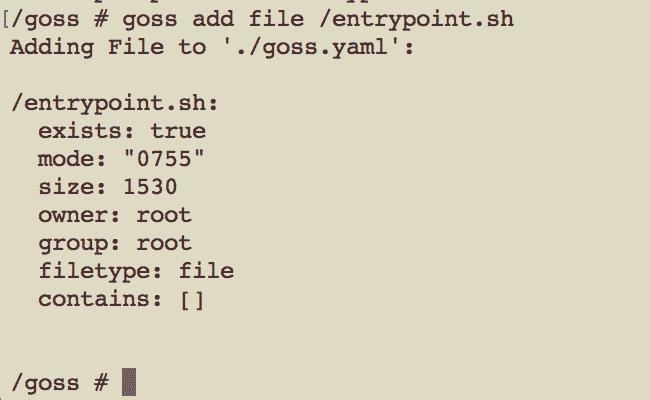 [/goss # goss add file /entrypoint.sh
Adding File to './goss.yaml':
/entrypoint.sh:
exists: true
mode: "0755"
size: 1530
owner: root
group: root
filetype: file
contains: []
/goss #